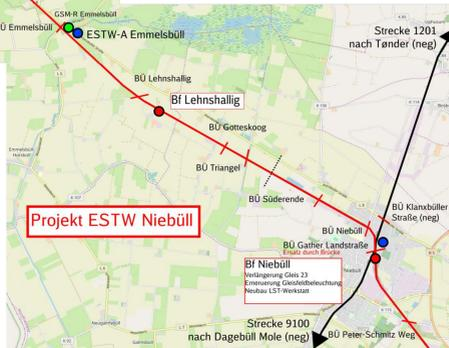 GSM-R Emmelsbüll
Ü Emmelsbüll
ESTW-A Emmelsbüll
Strecke 1201
nach Tønder (neg)
BÜ Lehnshallig
Bf Lehnshallig
BÜ Gotteskoog
BÜ Triangel
BÜ Süderende
BÜ Klanxbüller
Straße (neg)
Projekt ESTW Niebüll
BÜ Niebüll
BÜ Gather Landstraße
Ersatz durch Brücke
Bf Niebüll
Verlängerung Gleis 23
Erneuerung Gleisfeldbeleuchtung
Neubau LST-Werkstatt
Niebüll
Strecke 9100
nach Dagebüll Mole (neg)
BÜ Peter-Schmitz Weg